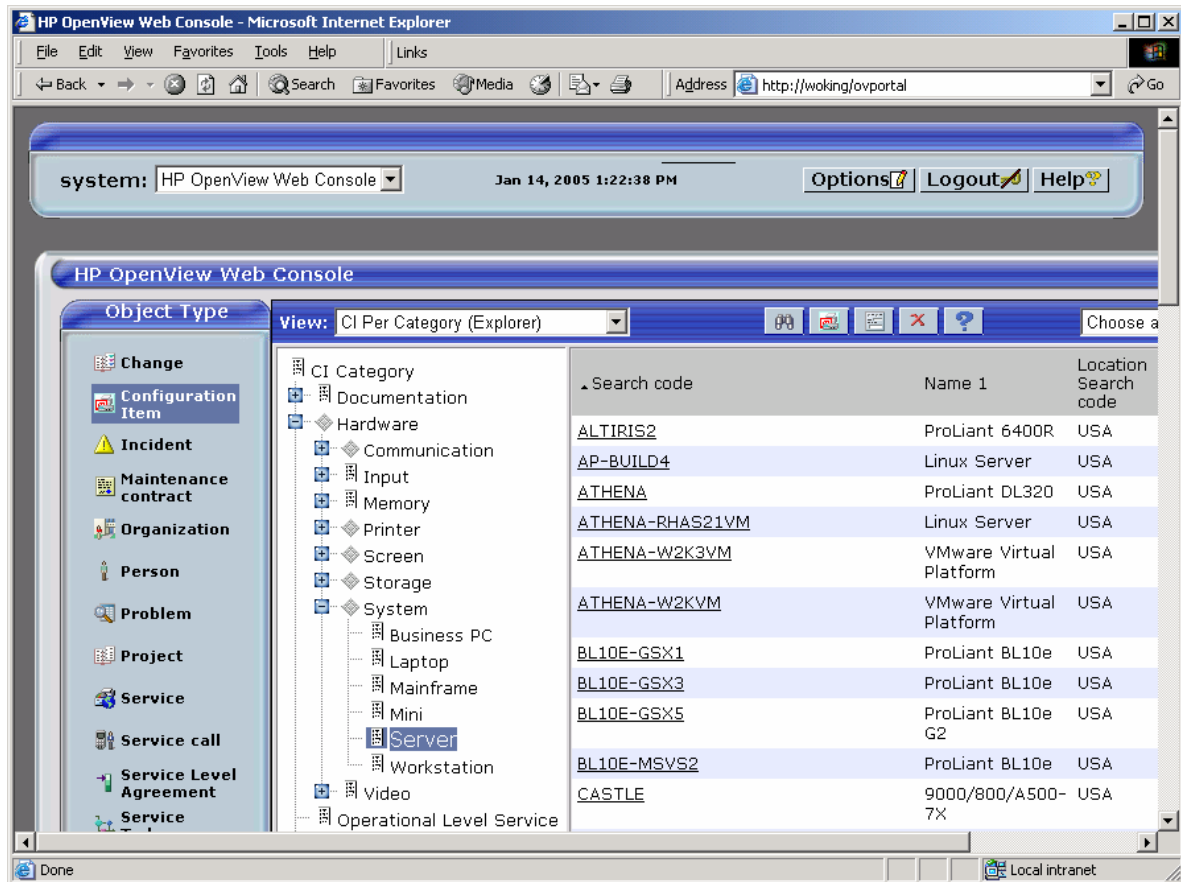 HP OpenView Web Console - Microsoft Internet Explorer
File Edit View Favorites Tools Help Links
Back Search Favorites Media Address http://woking/ovportal Go
system: HP OpenView Web Console Jan 14, 2005 1:22:38 PM Options Logout Help
HP OpenView Web Console
Object Type
Change
Configuration
Item
Incident
Maintenance
contract
Organization
Person
Problem
Project
Service
Service call
Service Level
Agreement
Service
View: CI Per Category (Explorer) Choose a
CI Category
Documentation
Hardware
Communication
Input
Memory
Printer
Screen
Storage
System
Business PC
Laptop
Mainframe
Mini
Server
Workstation
Video
Operational Level Service
Search code Name 1 Location
Search
code
ALTIRIS2 ProLiant 6400R USA
AP-BUILD4 Linux Server USA
ATHENA ProLiant DL320 USA
ATHENA-RHAS21VM Linux Server USA
ATHENA-W2K3VM VMware Virtual USA
Platform
ATHENA-W2KVM VMware Virtual USA
Platform
BL10E-GSX1 ProLiant BL10e USA
BL10E-GSX3 ProLiant BL10e USA
BL10E-GSX5 ProLiant BL10e USA
G2
BL10E-MSVS2 ProLiant BL10e USA
CASTLE 9000/800/A500- USA
7X
Done Local intranet